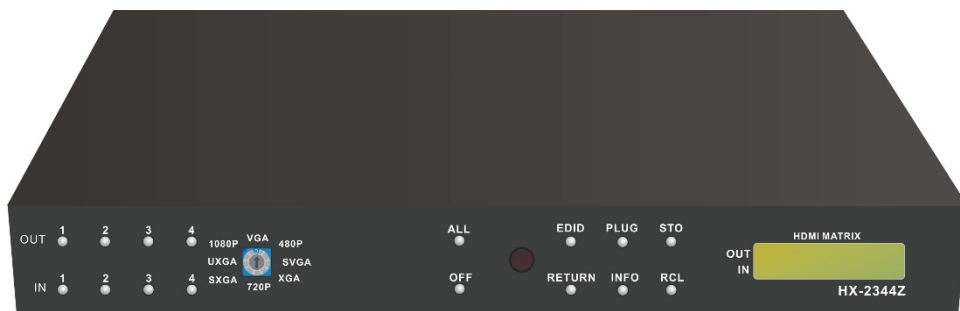 OUT 1 2 3 4
1080P VGA 480P
UXGA SVGA
SXGA 720P XGA
IN 1 2 3 4
ALL
OFF
EDID PLUG STO
RETURN INFO RCL
HDMI MATRIX
OUT
IN
HX-2344Z